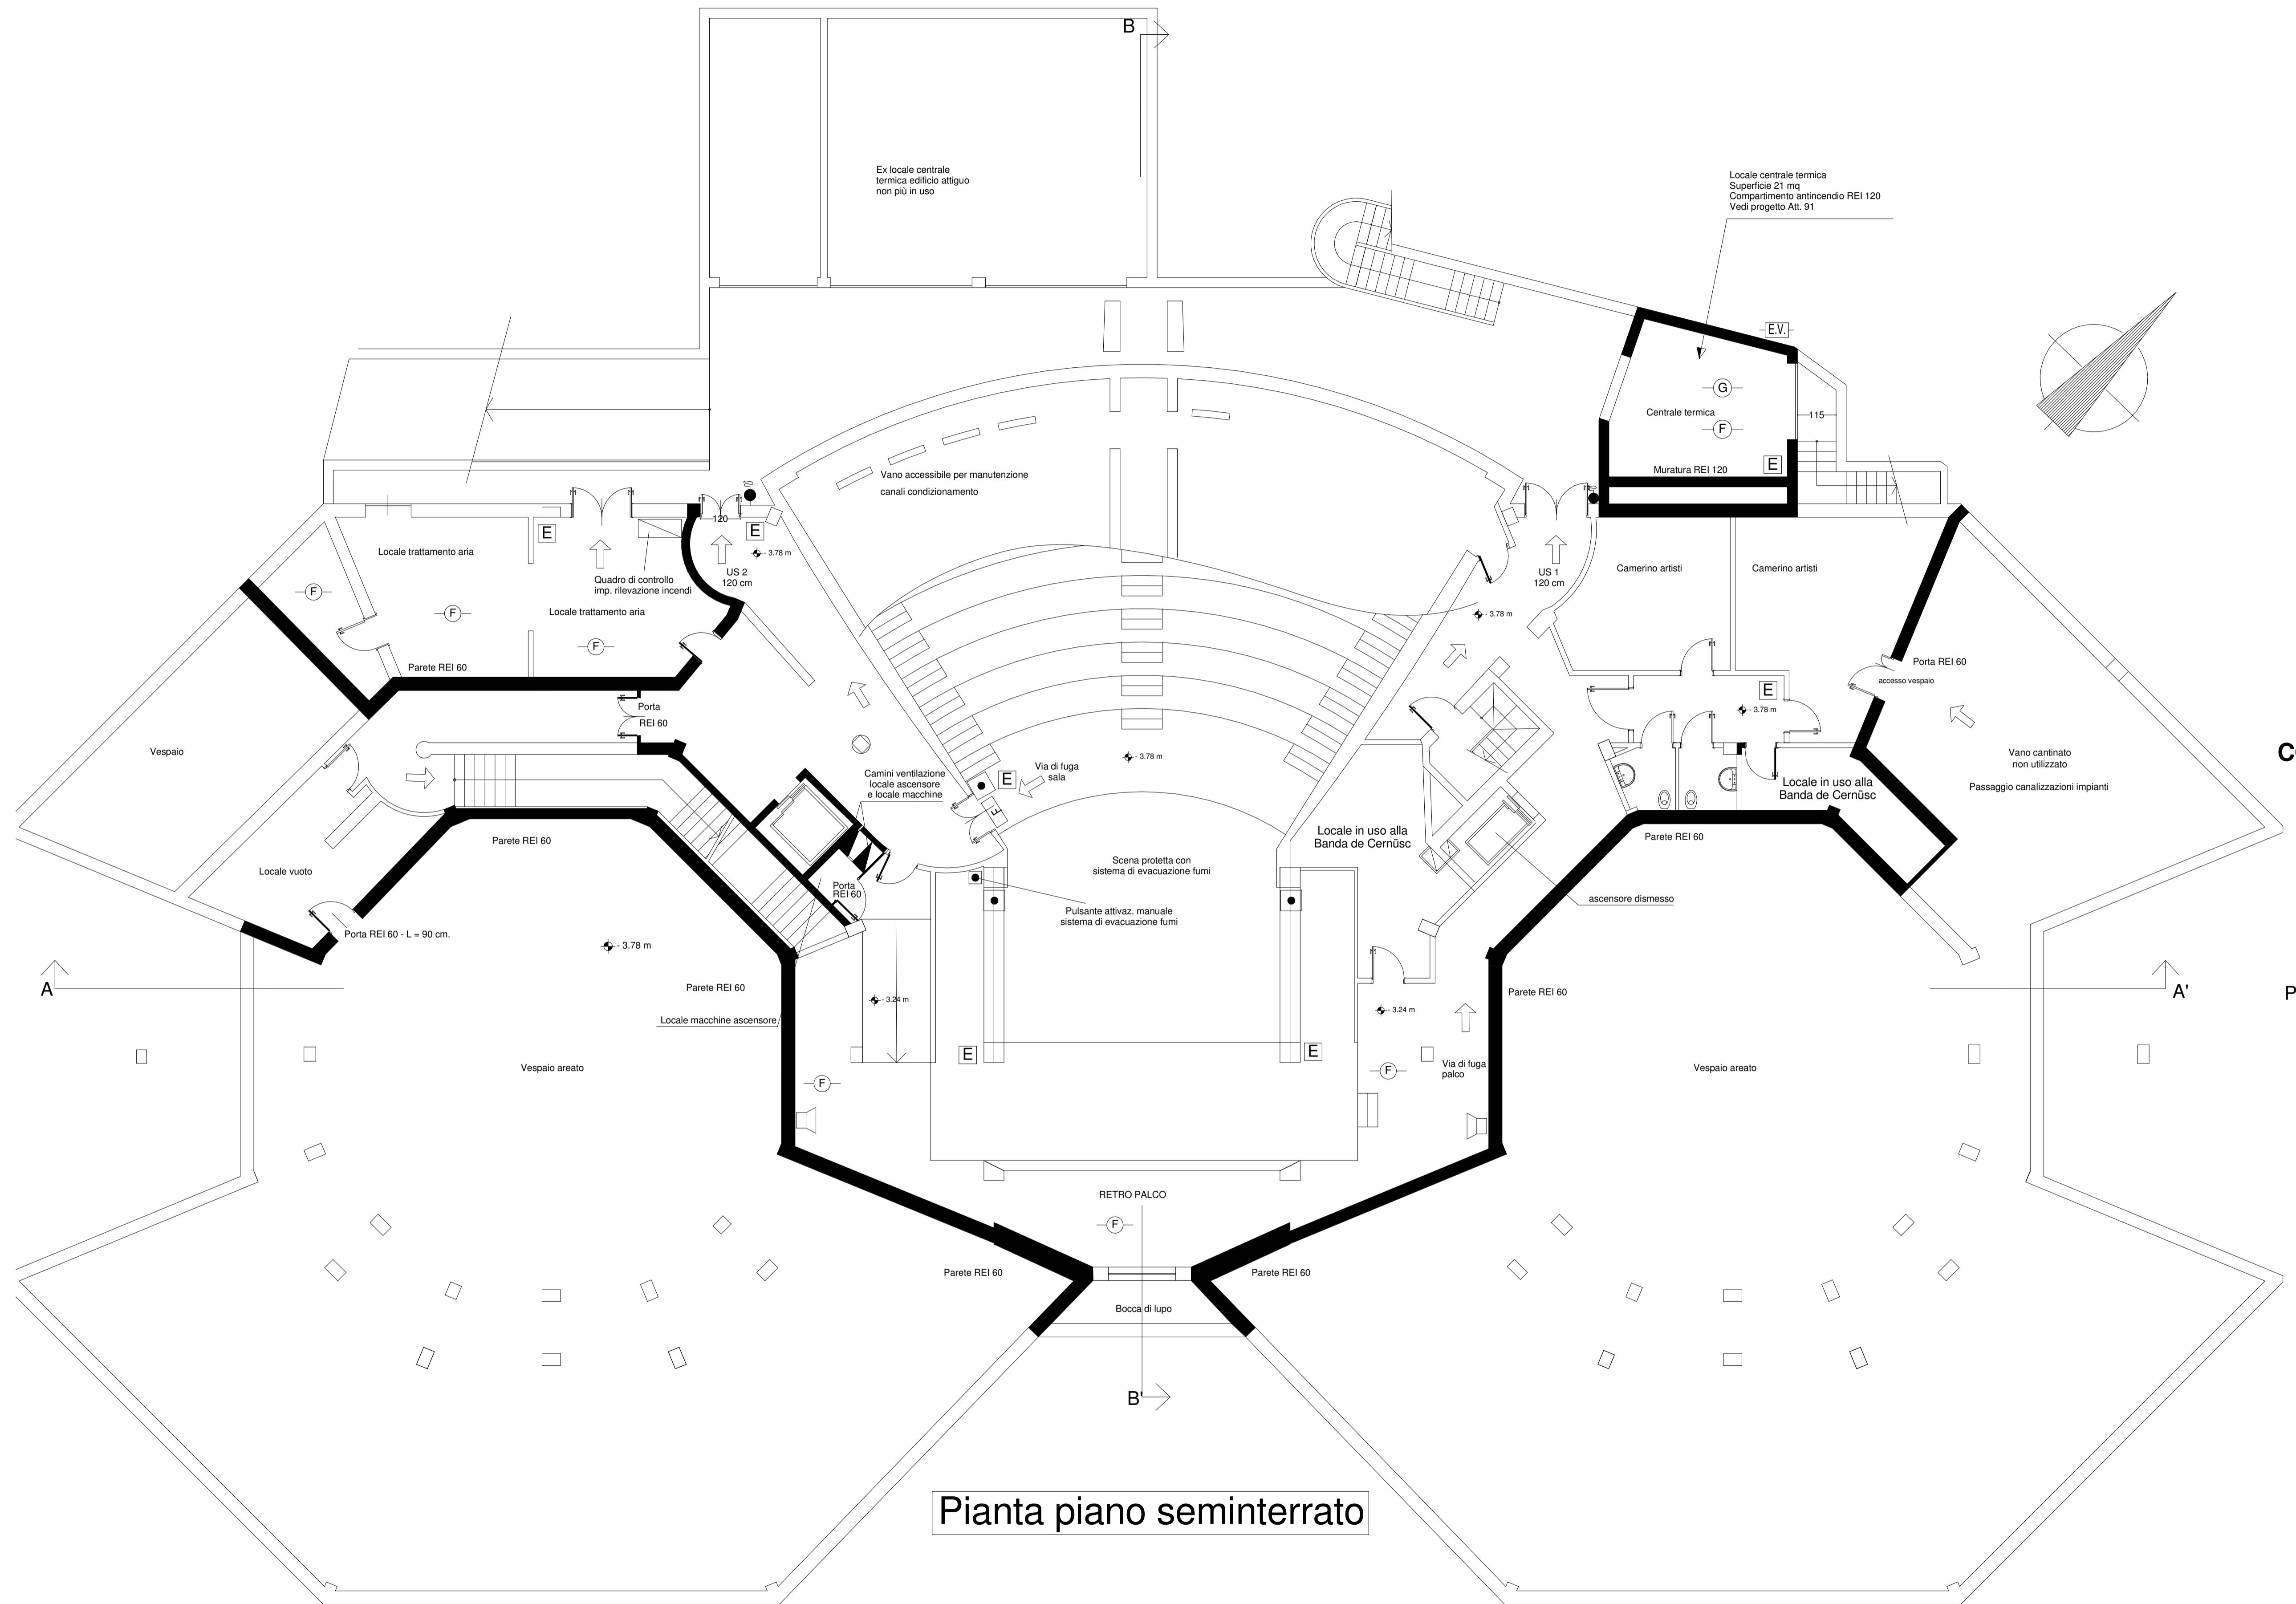 B
Ex locale centrale
termica edificio attiguo
non più in uso
Locale centrale termica
Superficie 21 mq
Compartimento antincendio REI 120
Vedi progetto Att. 91
E.V.
G
Centrale termica
115
F
Muratura REI 120
E
Vano accessibile per manutenzione
canali condizionamento
120
E
E
- 3.78 m
Locale trattamento aria
Quadro di controllo
imp. rilevazione incendi
US 2
120 cm
US 1
120 cm
Camerino artisti
Camerino artisti
F
F
Locale trattamento aria
F
- 3.78 m
Parete REI 60
Porta REI 60
accesso vespaio
E
- 3.78 m
Porta
REI 60
Vespaio
Vano cantinato
non utilizzato
Passaggio canalizzazioni impianti
C
- 3.78 m
Via di fuga
sala
E
Camini ventilazione
locale ascensore
e locale macchine
Locale in uso alla
Banda de Cernüsc
Locale in uso alla
Banda de Cernüsc
Parete REI 60
Parete REI 60
Scena protetta con
sistema di evacuazione fumi
Locale vuoto
Porta
REI 60
ascensore dismesso
Pulsante attivaz. manuale
sistema di evacuazione fumi
Porta REI 60 - L = 90 cm.
- 3.78 m
A
Parete REI 60
Parete REI 60
A'
P
- 3.24 m
- 3.24 m
Locale macchine ascensore
E
E
Vespaio areato
Via di fuga
palco
Vespaio areato
F
F
RETRO PALCO
F
Parete REI 60
Parete REI 60
Bocca di lupo
B'
Pianta piano seminterrato